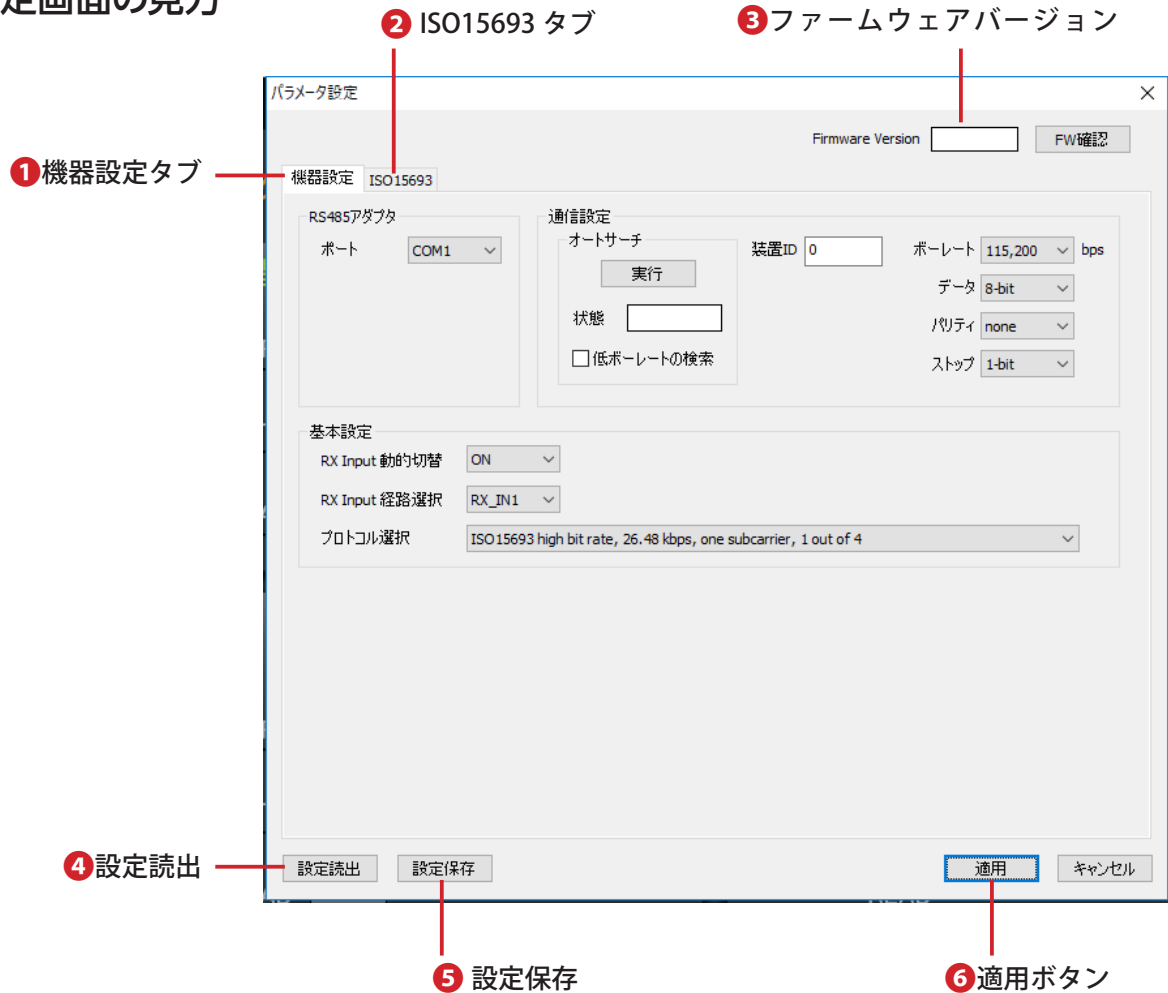 定画面の見方
❷ ISO15693 タブ
❸ファームウェアバージョン
パラメータ設定
Firmware Version
FW確認
❶機器設定タブ
機器設定
ISO15693
RS485アダプタ
ポート
COM1
通信設定
オートサーチ
実行
状態
低ボーレートの検索
装置ID
0
ボーレート
115,200
bps
データ
8-bit
パリティ
none
ストップ
1-bit
基本設定
RX Input 動的切替
ON
RX Input 経路選択
RX_IN1
プロトコル選択
ISO15693 high bit rate, 26.48 kbps, one subcarrier, 1 out of 4
❹設定読出
設定読出
設定保存
適用
キャンセル
❺ 設定保存
❻適用ボタン